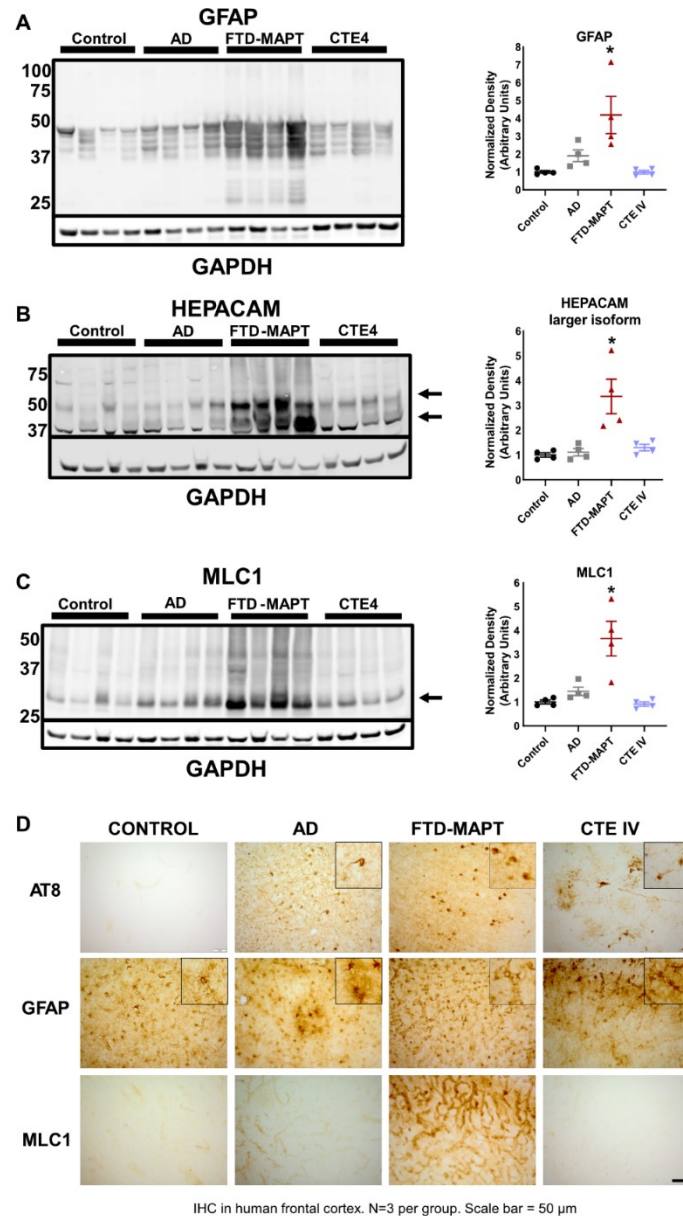 A
GFAP
Control AD FTD-MAPT CTE4
100
75
50
37
25
GAPDH
GFAP
*
Normalized Density
(Arbitrary Units)
8
7
6
5
4
3
2
1
0
Control AD FTD-MAPT CTE IV
B
HEPACAM
Control AD FTD-MAPT CTE4
75
50
37
GAPDH
HEPACAM
larger isoform
*
Normalized Density
(Arbitrary Units)
6
5
4
3
2
1
0
Control AD FTD-MAPT CTE IV
C
MLC1
Control AD FTD-MAPT CTE4
50
37
25
GAPDH
MLC1
*
Normalized Density
(Arbitrary Units)
6
5
4
3
2
1
0
Control AD FTD-MAPT CTE IV
D
CONTROL AD FTD-MAPT CTE IV
AT8
GFAP
MLC1
IHC in human frontal cortex. N=3 per group. Scale bar = 50 µm